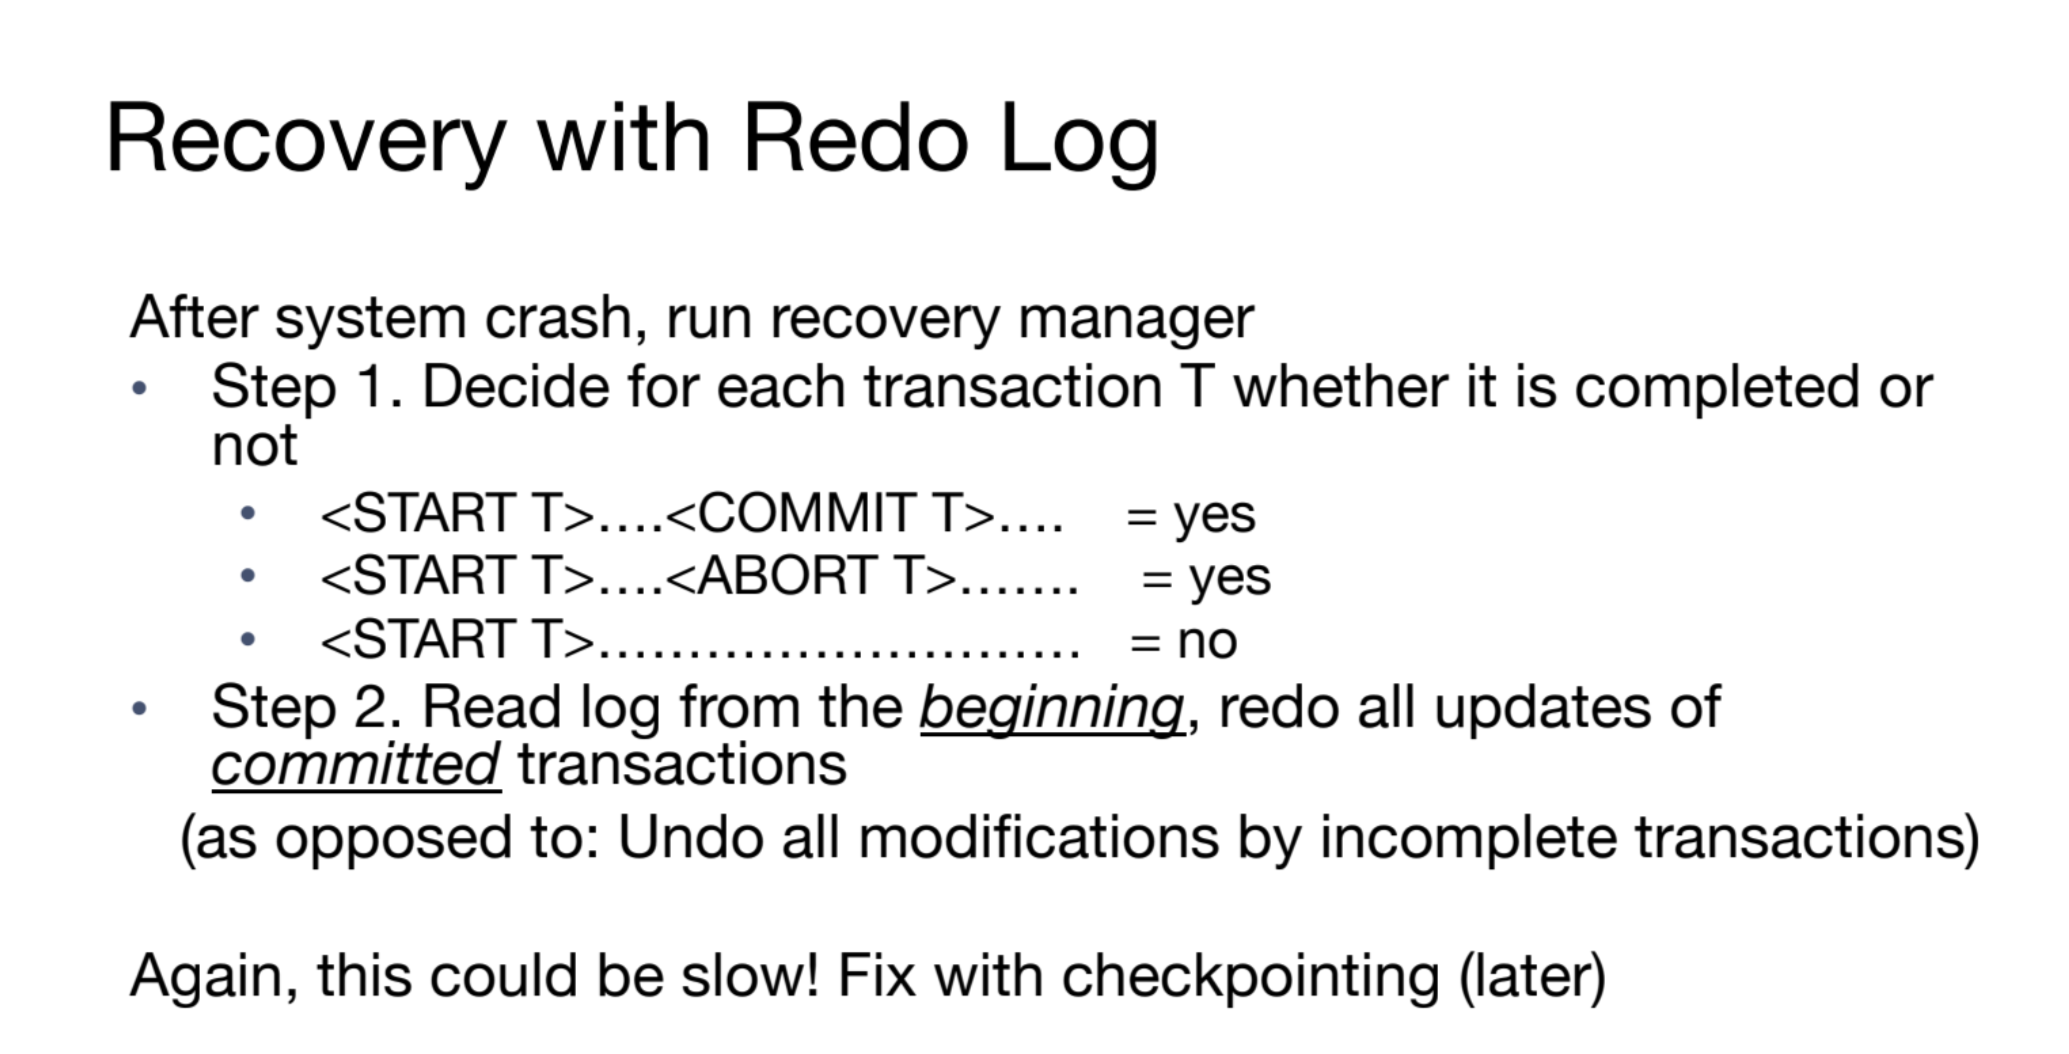 Recovery with Redo Log
After system crash, run recovery manager
• Step 1. Decide for each transaction T whether it is completed or
not
• <START T>….<COMMIT T>…. = yes
• <START T>….<ABORT T>……. = yes
• <START T>……………………… = no
• Step 2. Read log from the beginning, redo all updates of
committed transactions
(as opposed to: Undo all modifications by incomplete transactions)
Again, this could be slow! Fix with checkpointing (later)